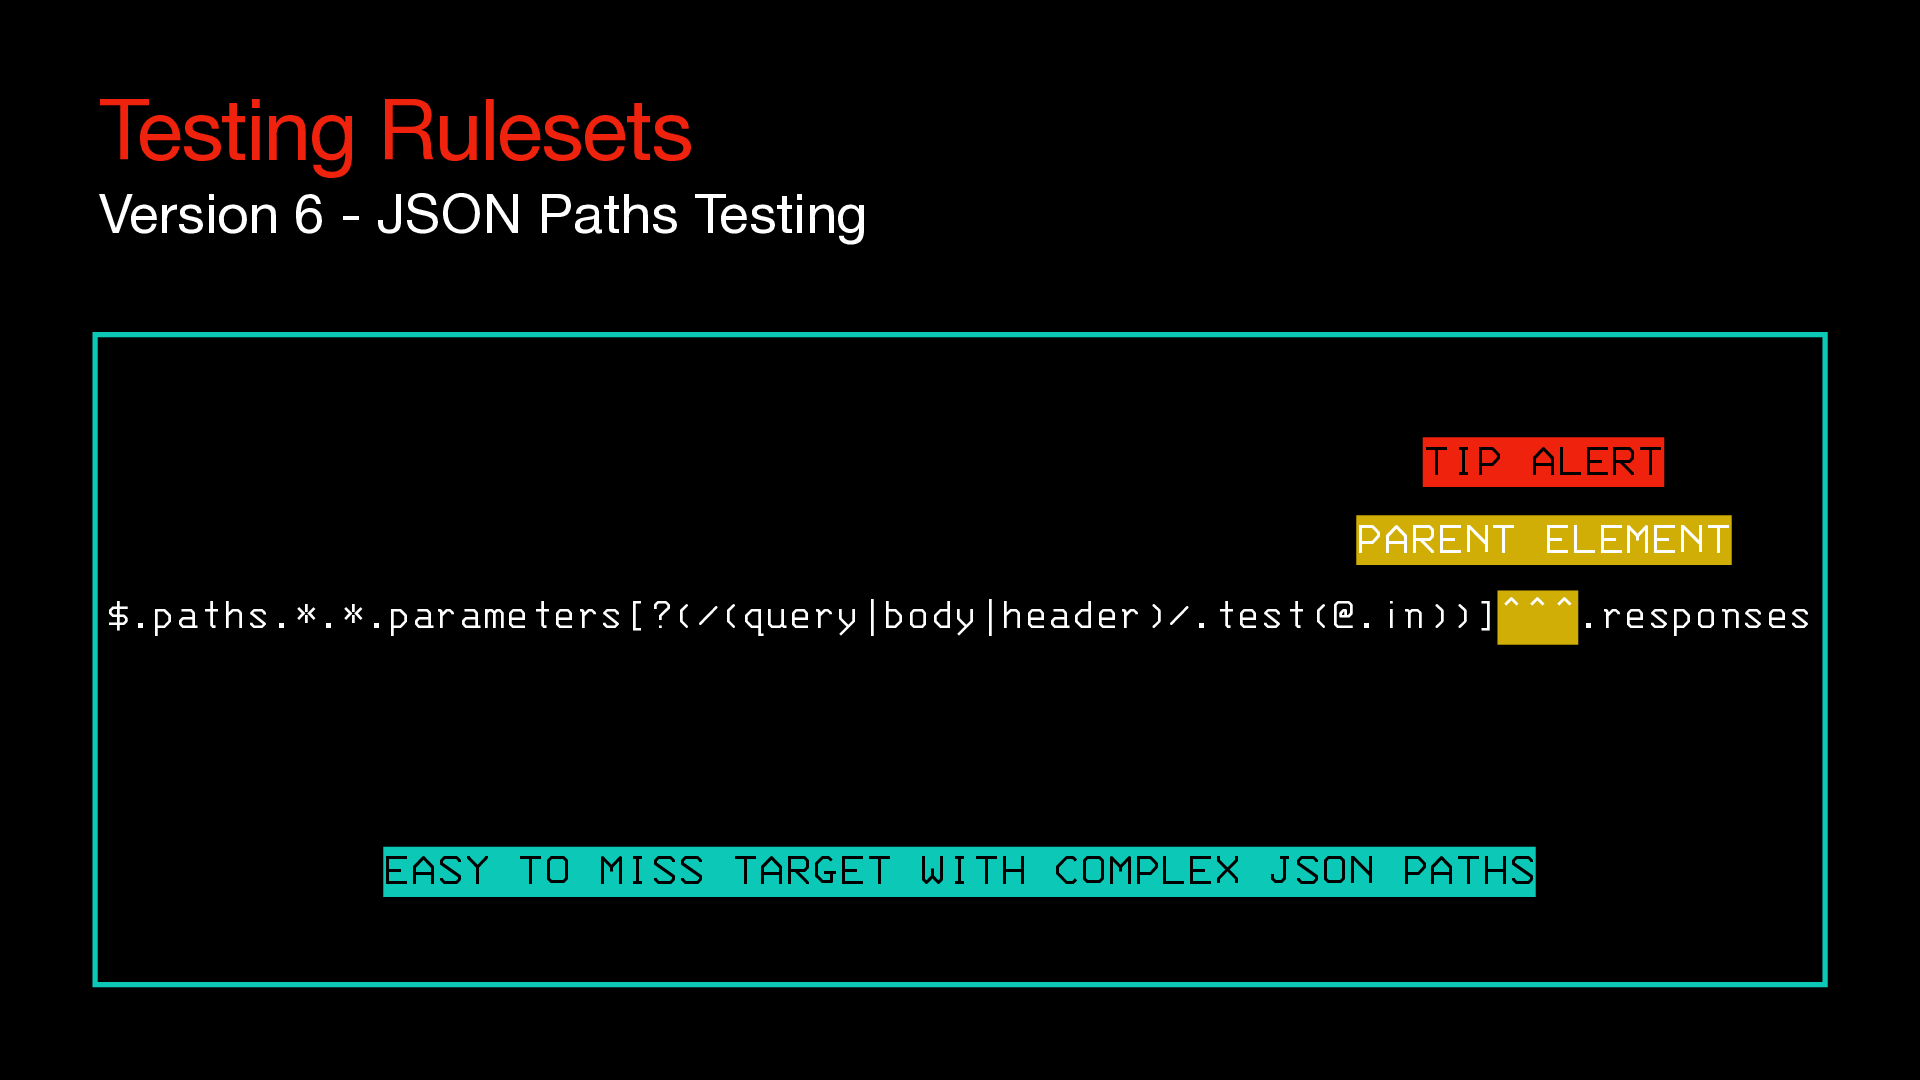 Testing Rulesets
Version 6 - JSON Paths Testing
TIP ALERT
PARENT ELEMENT
$.paths.*.*.parameters[?(/(query|body|header)/.test(@.in))]^^^.responses
EASY TO MISS TARGET WITH COMPLEX JSON PATHS